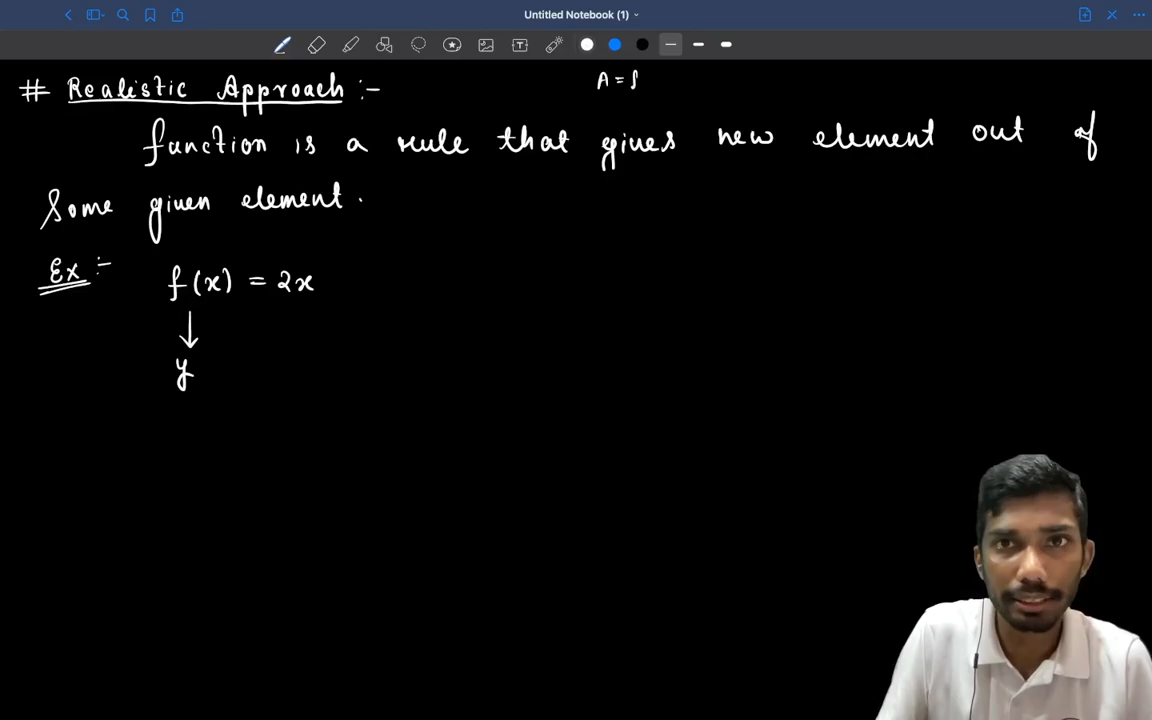 Untitled Notebook (1)
# Realistic Approach :-
A = {
function is a rule that gives new element out of
Some given element.
Ex :-
f(x) = 2x
↓
y